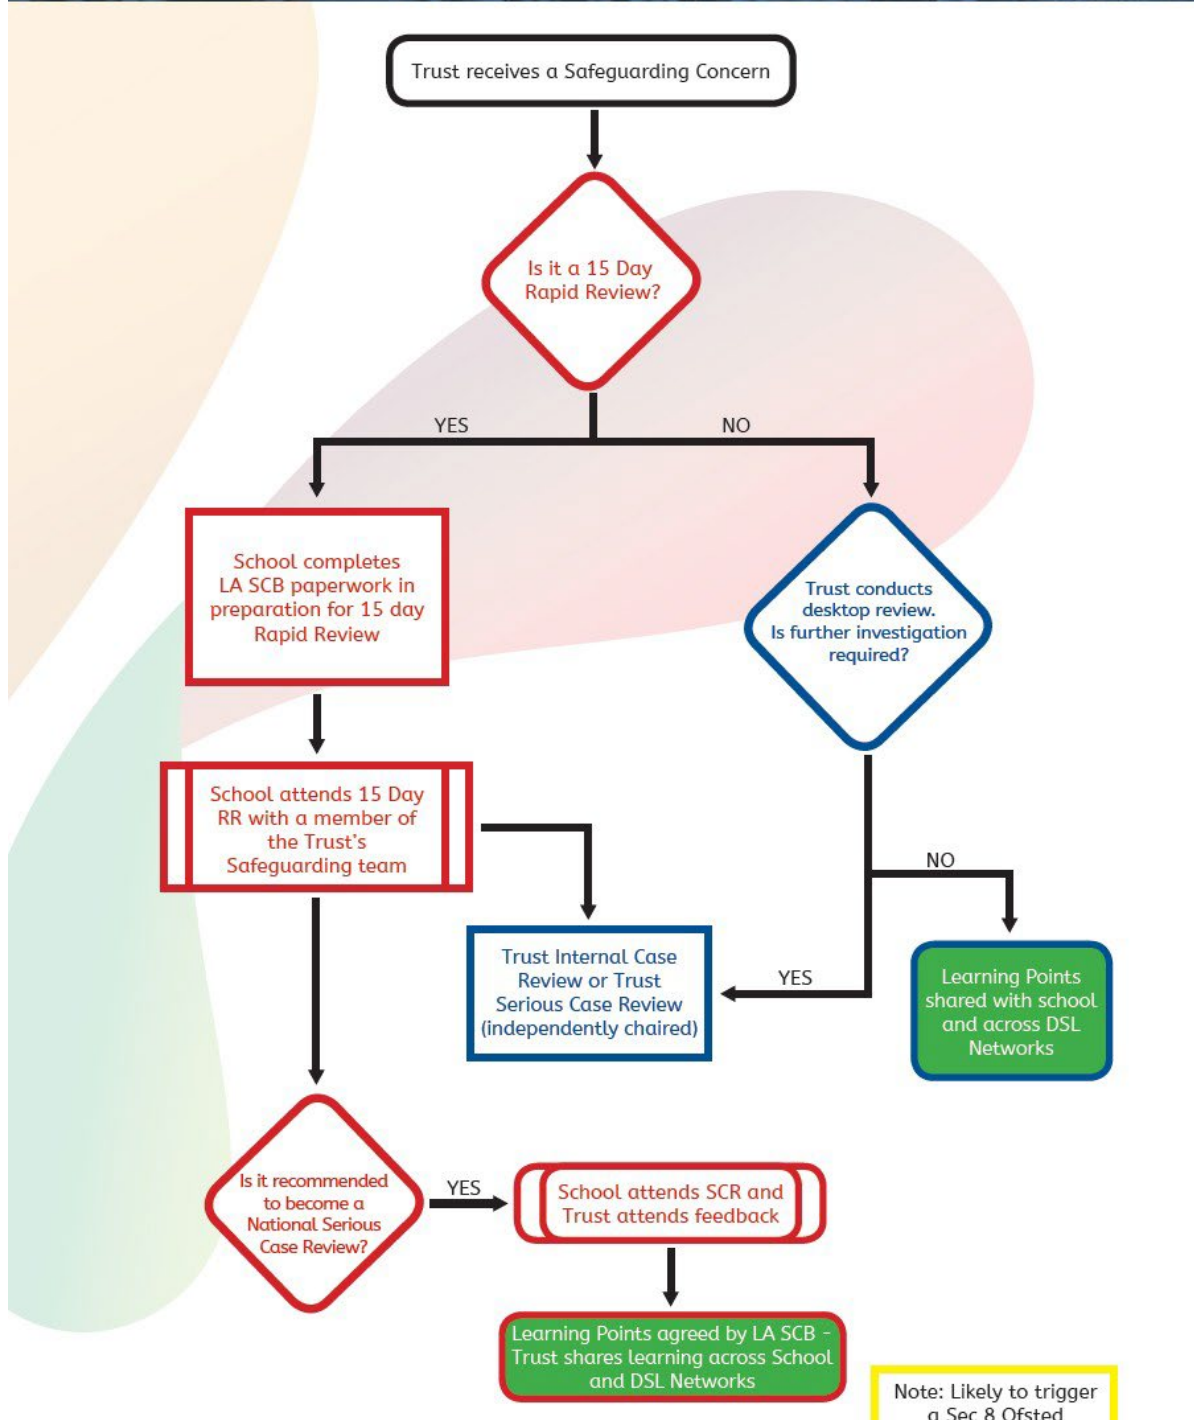 Trust receives a Safeguarding Concern
Is it a 15 Day
Rapid Review?
YES
NO
School completes
LA SCB paperwork in
preparation for 15 day
Rapid Review
Trust conducts
desktop review.
Is further investigation
required?
School attends 15 Day
RR with a member of
the Trust's
Safeguarding team
NO
Trust Internal Case
Review or Trust
Serious Case Review
(independently chaired)
YES
Learning Points
shared with school
and across DSL
Networks
Is it recommended
to become a
National Serious
Case Review?
YES
School attends SCR and
Trust attends feedback
Learning Points agreed by LA SCB -
Trust shares learning across School
and DSL Networks
Note: Likely to trigger
a Sec 8 Ofsted